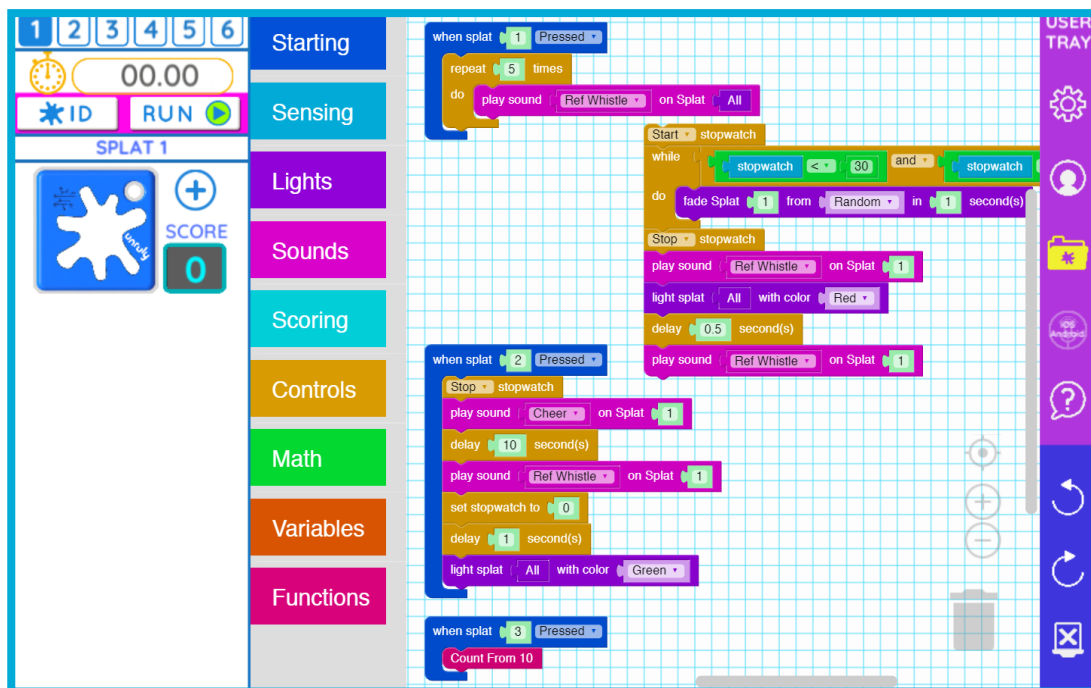 1 2 3 4 5 6
00.00
ID RUN
SPLAT 1
unruly
SCORE
0
Starting
Sensing
Lights
Sounds
Scoring
Controls
Math
Variables
Functions
when splat 1 Pressed
repeat 5 times
do play sound Ref Whistle on Splat All
Start stopwatch
while stopwatch < 30 and stopwatch
do fade Splat 1 from Random in 1 second(s)
Stop stopwatch
play sound Ref Whistle on Splat 1
light splat All with color Red
delay 0.5 second(s)
play sound Ref Whistle on Splat 1
when splat 2 Pressed
Stop stopwatch
play sound Cheer on Splat 1
delay 10 second(s)
play sound Ref Whistle on Splat 1
set stopwatch to 0
delay 1 second(s)
light splat All with color Green
when splat 3 Pressed
Count From 10
USER
TRAY
iOS
Android